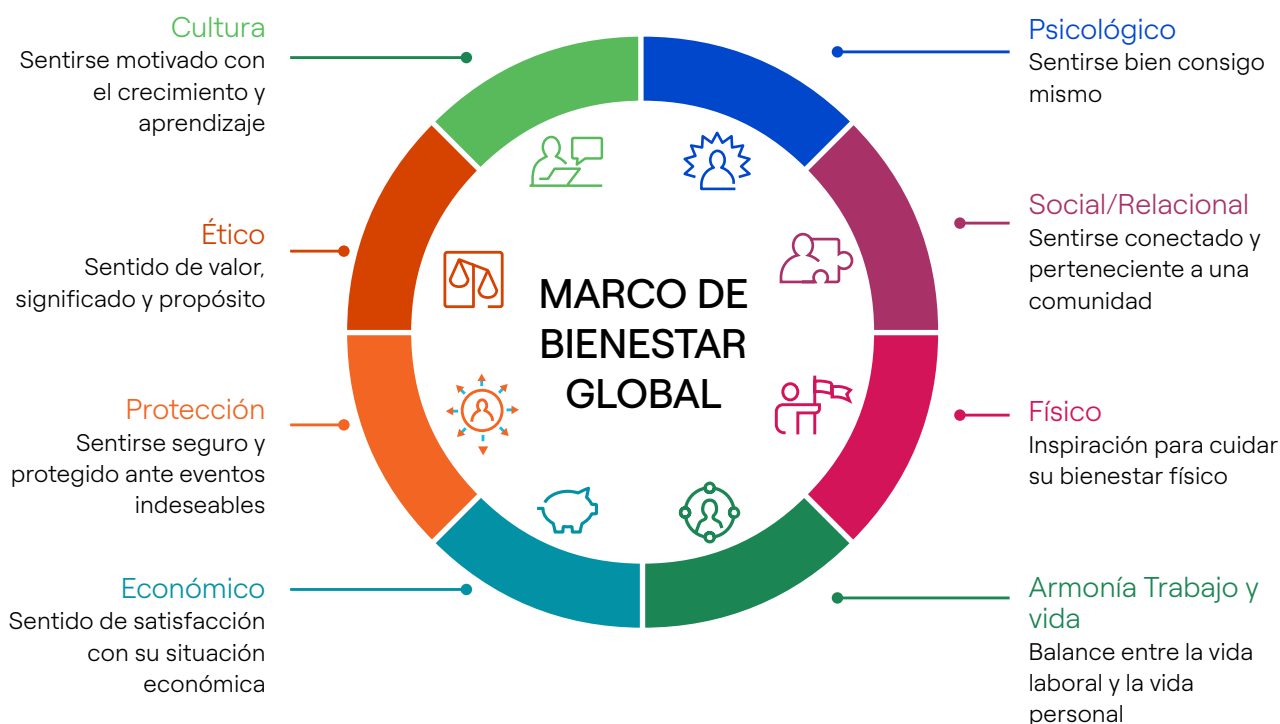 Cultura
Sentirse motivado con
el crecimiento y
aprendizaje
Ético
Sentido de valor,
significado y propósito
Protección
Sentirse seguro y
protegido ante eventos
indeseables
Económico
Sentido de satisfacción
con su situación
económica
MARCO DE
BIENESTAR
GLOBAL
Psicológico
Sentirse bien consigo
mismo
Social/Relacional
Sentirse conectado y
perteneciente a una
comunidad
Físico
Inspiración para cuidar
su bienestar físico
Armonía Trabajo y
vida
Balance entre la vida
laboral y la vida
personal